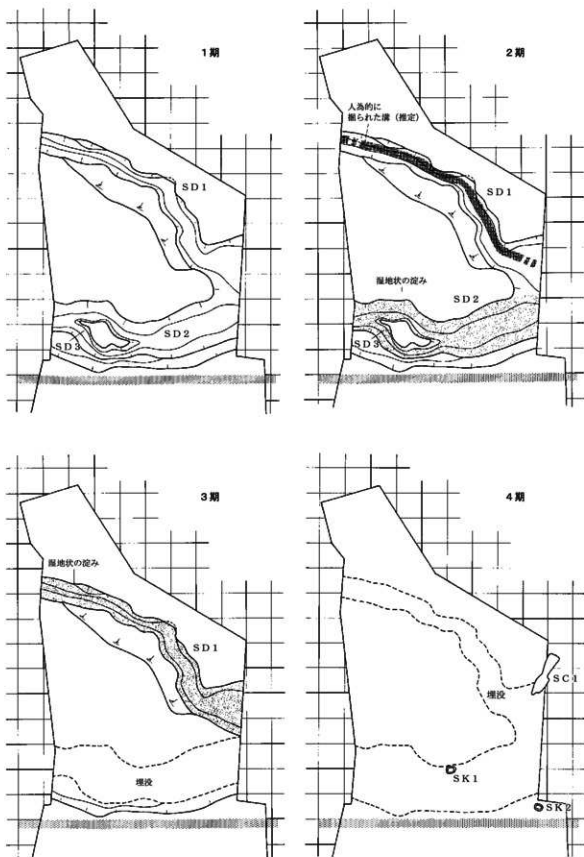 1期
SD1
SD2
SD3
2期
人為的に
掘られた溝（推定）
SD1
湿地状の淀み
SD2
SD3
3期
湿地状の淀み
SD1
埋没
4期
SC1
埋没
SK1
SK2